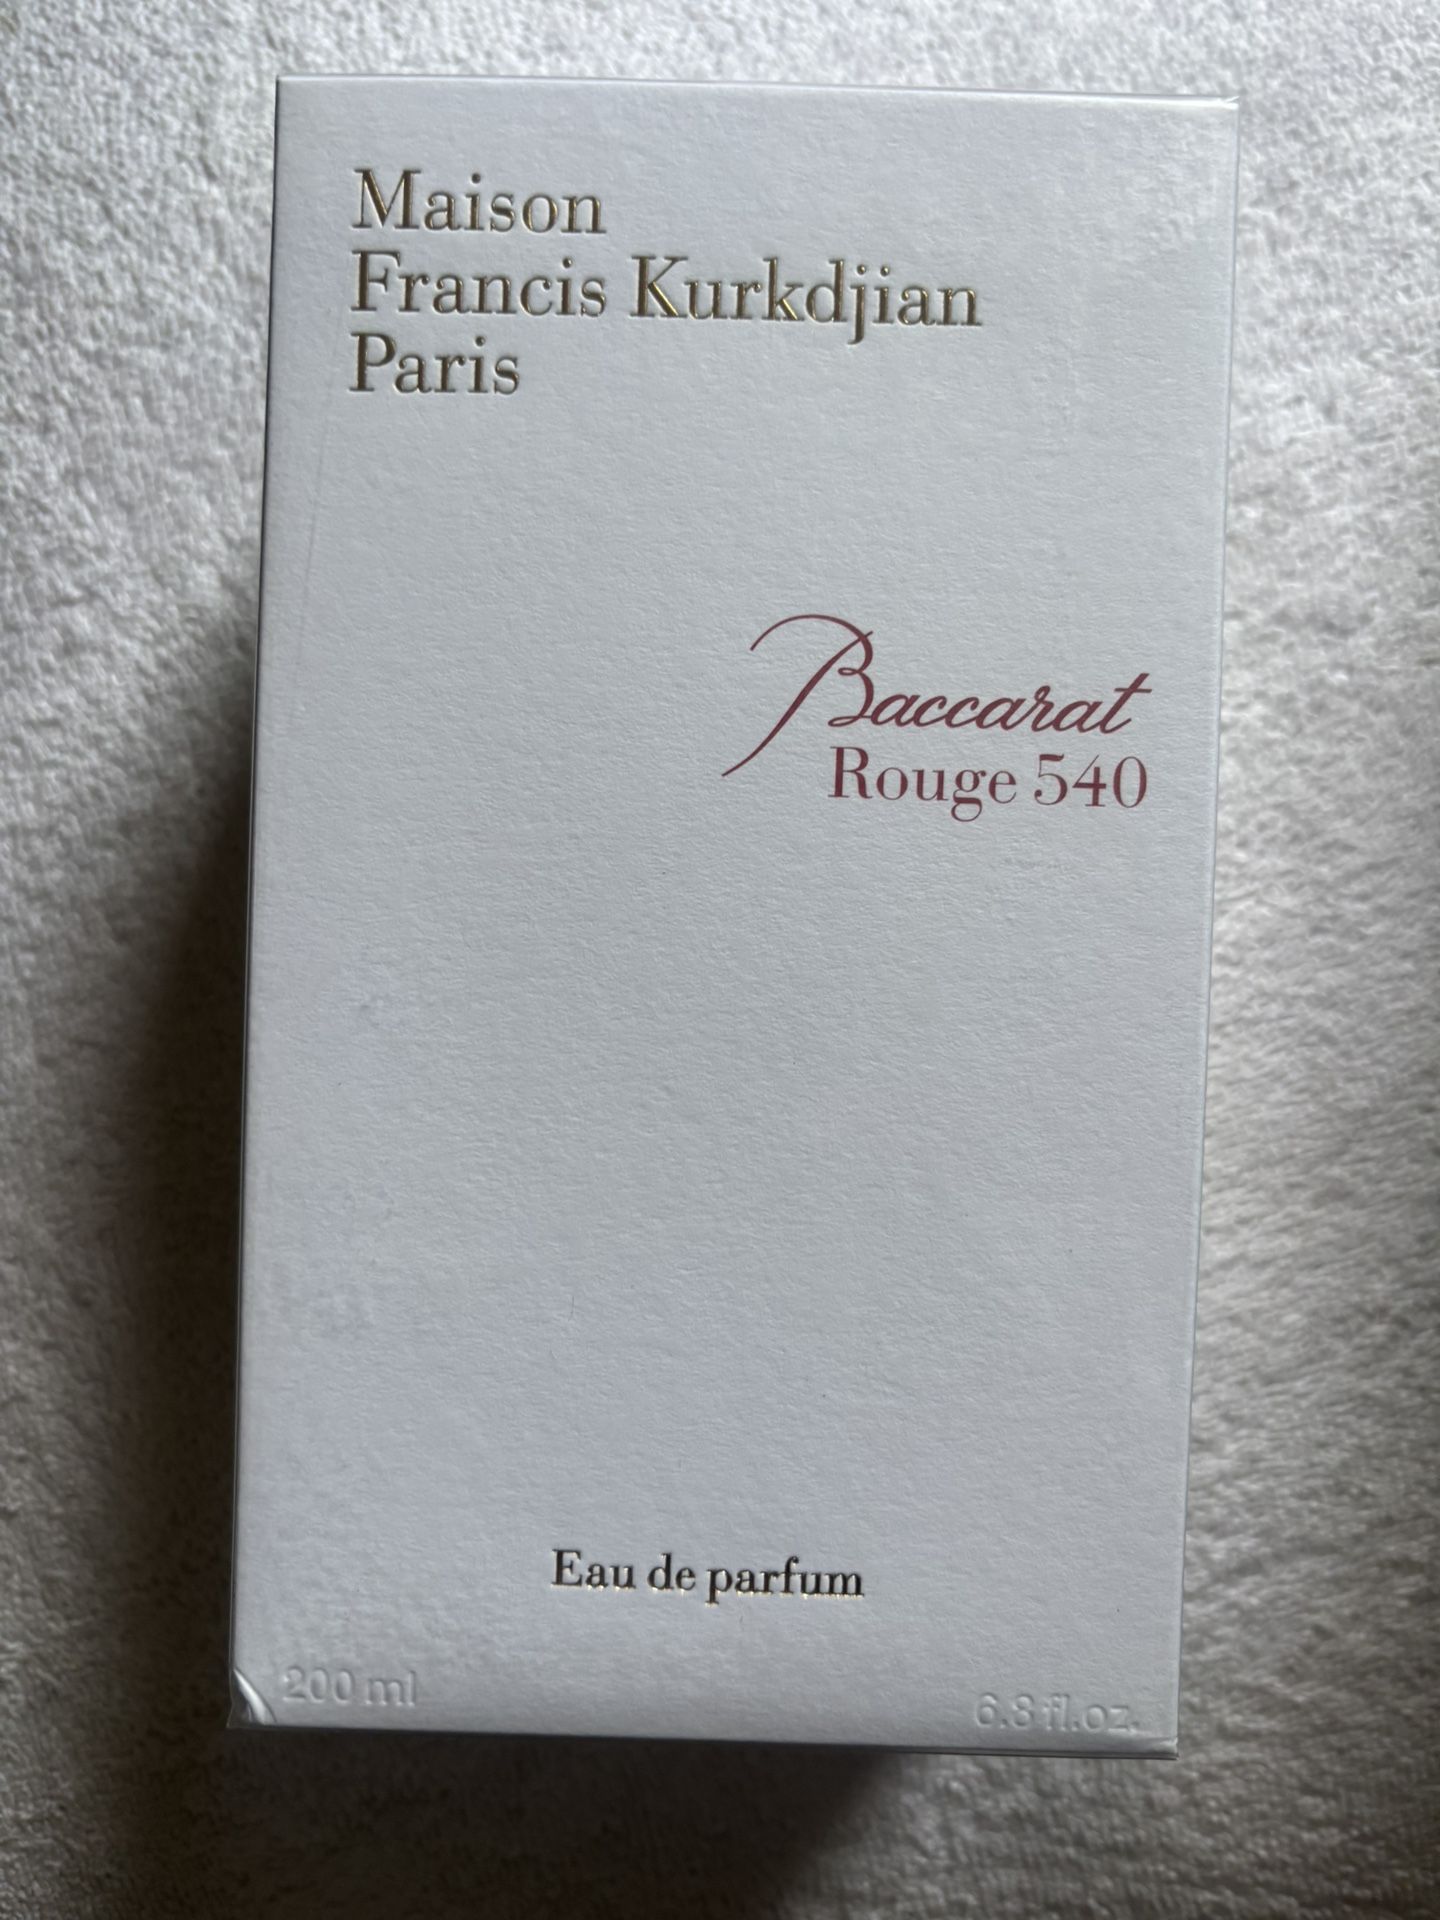 Maison
Francis Kurkdjian
Paris
Baccarat
Rouge 540
Eau de parfum
200 ml
6.8 fl.oz.